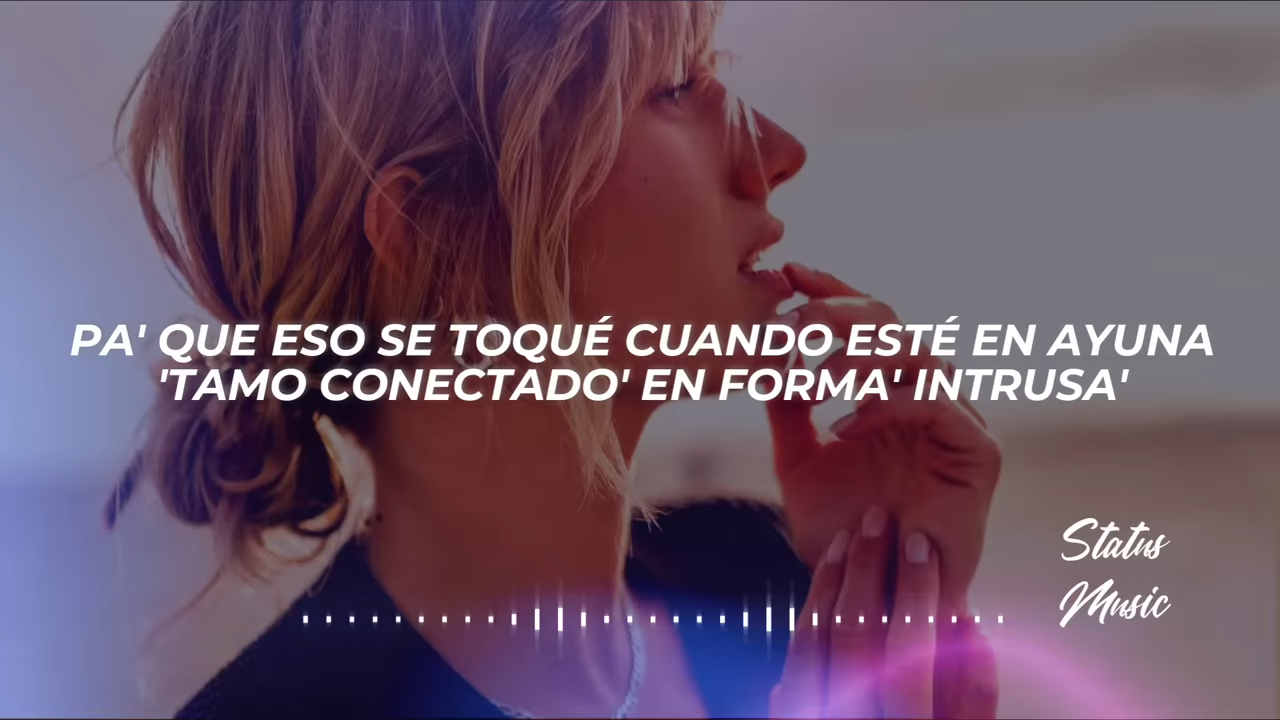 PA' QUE ESO SE TOQUÉ CUANDO ESTÉ EN AYUNA
'TAMO CONECTADO' EN FORMA' INTRUSA'
Status
Music